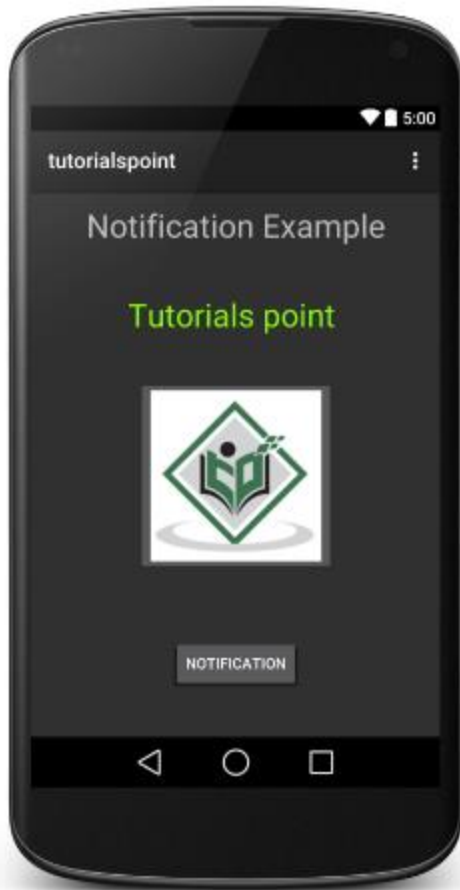 5:00
tutorialspoint
Notification Example
Tutorials point
NOTIFICATION